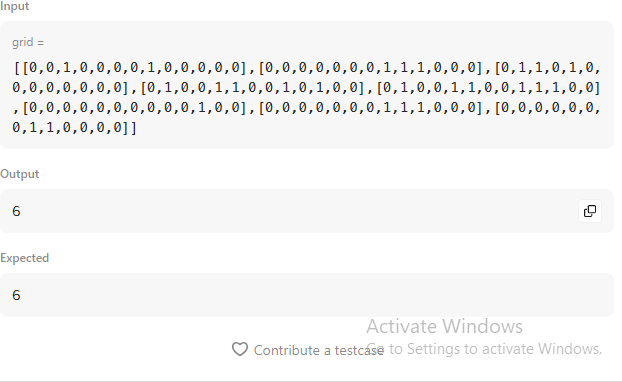 Input
grid =
[[0,0,1,0,0,0,0,1,0,0,0,0,0],[0,0,0,0,0,0,0,1,1,1,0,0,0],[0,1,1,0,1,0,
0,0,0,0,0,0,0],[0,1,0,0,1,1,0,0,1,0,1,0,0],[0,1,0,0,1,1,0,0,1,1,1,0,0]
,[0,0,0,0,0,0,0,0,0,0,1,0,0],[0,0,0,0,0,0,0,1,1,1,0,0,0],[0,0,0,0,0,0,
0,1,1,0,0,0,0]]
Output
6
Expected
6
Contribute a testcase
Activate Windows
Go to Settings to activate Windows.